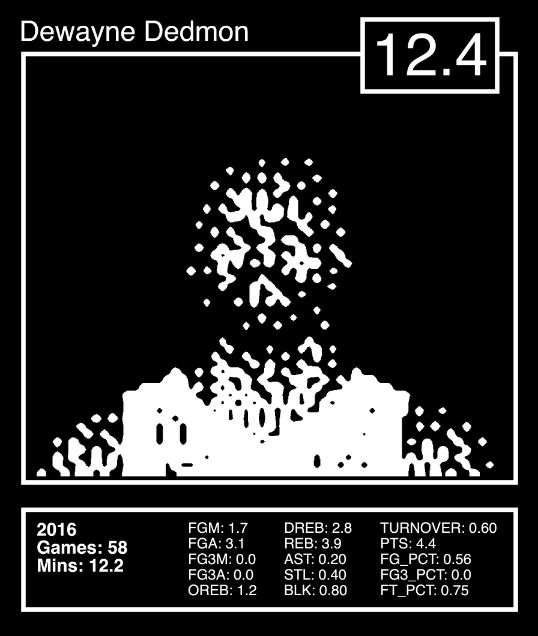 Dewayne Dedmon
12.4
2016
Games: 58
Mins: 12.2
FGM: 1.7
FGA: 3.1
FG3M: 0.0
FG3A: 0.0
OREB: 1.2
DREB: 2.8
REB: 3.9
AST: 0.20
STL: 0.40
BLK: 0.80
TURNOVER: 0.60
PTS: 4.4
FG_PCT: 0.56
FG3_PCT: 0.0
FT_PCT: 0.75